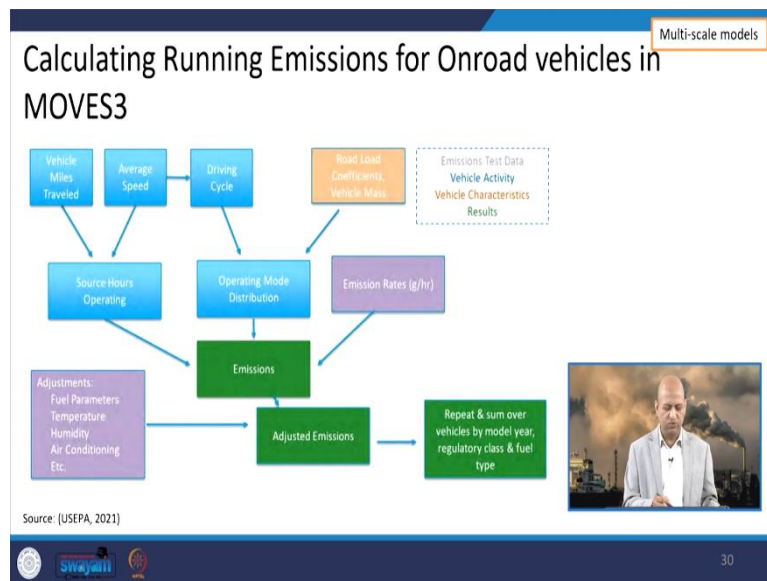 Multi-scale models
Calculating Running Emissions for Onroad vehicles in
MOVES3
Vehicle
Miles
Traveled
Average
Speed
Driving
Cycle
Road Load
Coefficients,
Vehicle Mass
Emissions Test Data
Vehicle Activity
Vehicle Characteristics
Results
Source Hours
Operating
Operating Mode
Distribution
Emission Rates (g/hr)
Emissions
Adjustments:
Fuel Parameters
Temperature
Humidity
Air Conditioning
Etc.
Adjusted Emissions
Repeat & sum over
vehicles by model year,
regulatory class & fuel
type
Source: (USEPA, 2021)
swayam
30